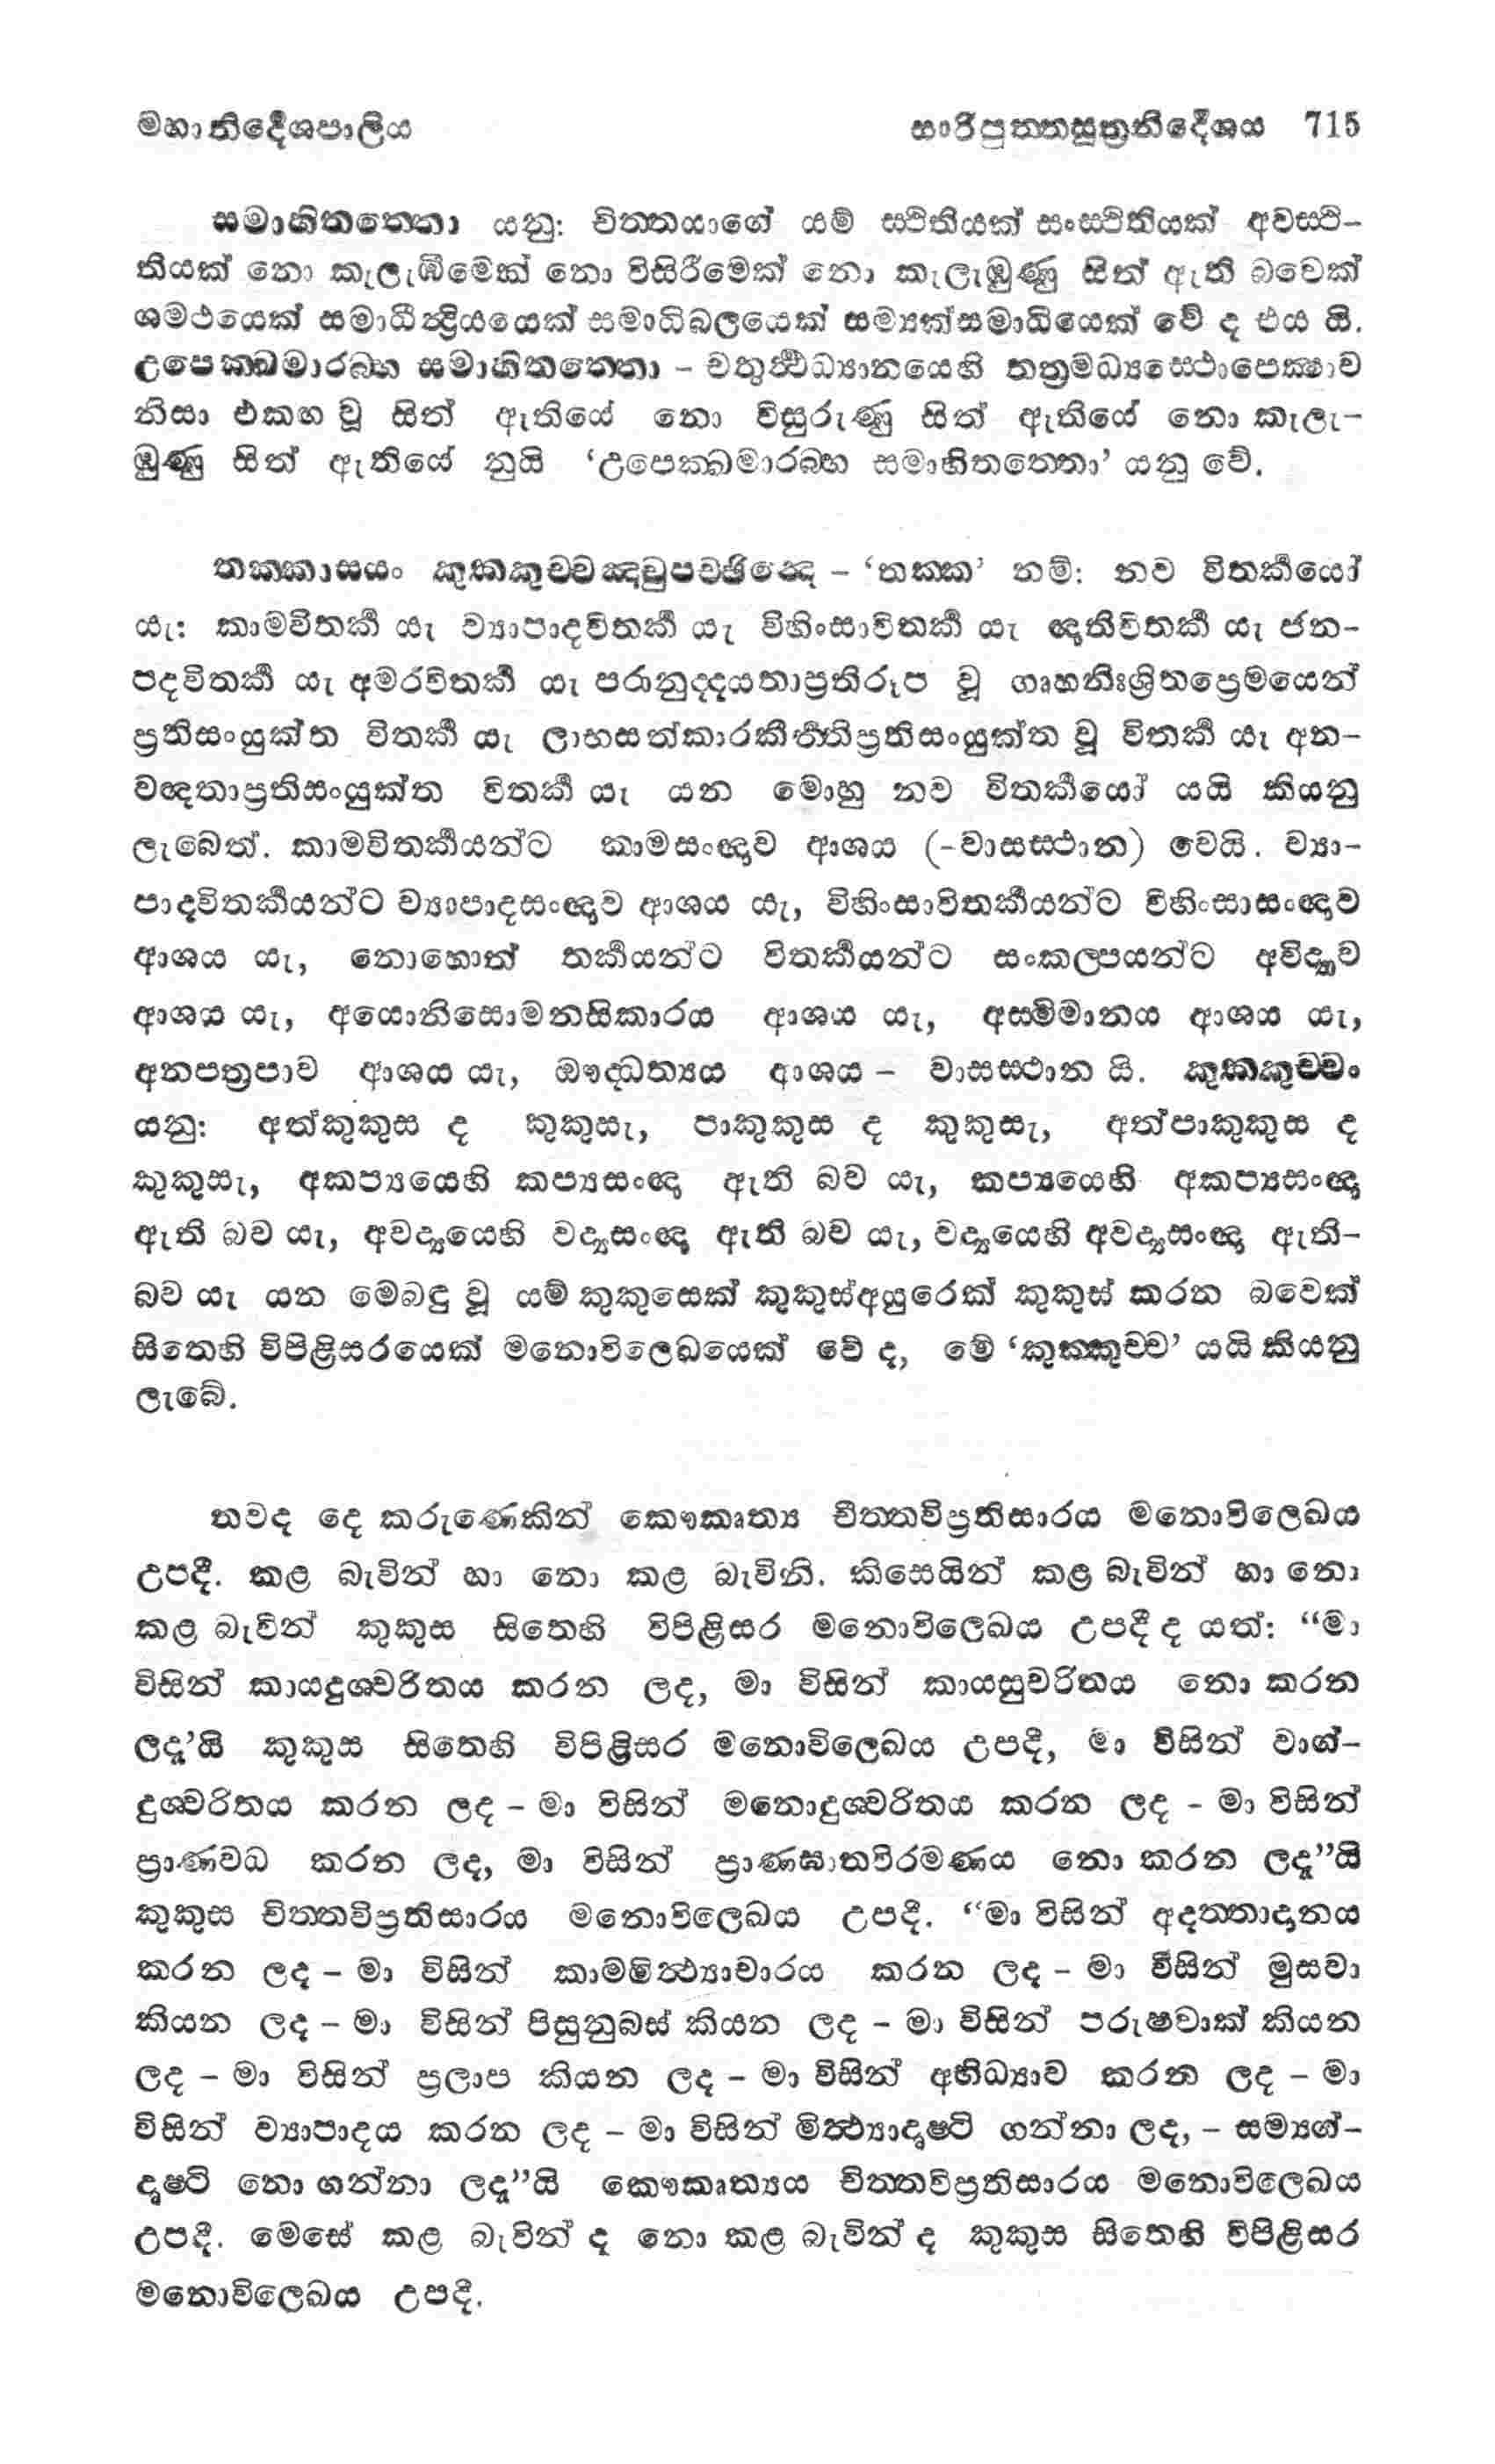 මහානිර්දේශපාලිය සාරිපුත්තසූත්‍රනිර්දේශය 715
සමාහිතත්තො යනු: චිත්තයාගේ යම් ස්ථිතියක් සංස්ථිතියක් අවස්ථි-
තියක් නො කැලැඹීමෙක් නො විසිරීමෙක් නො කැලැඹුණු සිත් ඇති බවෙක්
ශමථයෙක් සමාධීන්ද්‍රියයෙක් සමාධිබලයෙක් සම්‍යක්සමාධියෙක් වේ ද එය යි.
උපෙක්ඛමාරබ්භ සමාහිතත්තො – චතුර්ථධ්‍යානයෙහි තත්‍රමධ්‍යස්ථොපෙක්‍ෂාව
නිසා එකඟ වූ සිත් ඇතියේ නො විසුරුණු සිත් ඇතියේ නො කැලැ-
ඹුණු සිත් ඇතියේ නුයි ‘උපෙක්ඛමාරබ්භ සමාහිතත්තො’ යනු වේ.
තක්කාසයං කුක්කුච්චඤ්චුපච්ඡින්දෙ – ‘තක්ක’ නම්: නව විතර්කයෝ
යැ: කාමවිතර්ක යැ ව්‍යාපාදවිතර්ක යැ විහිංසාවිතර්ක යැ ඥාතිවිතර්ක යැ ජන-
පදවිතර්ක යැ අමරවිතර්ක යැ පරානුද්දයතාප්‍රතිරූප වූ ගෘහනිඃශ්‍රිතප්‍රෙමයෙන්
ප්‍රතිසංයුක්ත විතර්ක යැ ලාභසත්කාරකීර්තිප්‍රතිසංයුක්ත වූ විතර්ක යැ අන-
වඥතාප්‍රතිසංයුක්ත විතර්ක යැ යන මොහු නව විතර්කයෝ යයි කියනු
ලැබෙත්. කාමවිතර්කයන්ට කාමසංඥාව ආශය (-වාසස්ථාන) වෙයි. ව්‍යා-
පාදවිතර්කයන්ට ව්‍යාපාදසංඥාව ආශය යැ, විහිංසාවිතර්කයන්ට විහිංසාසංඥාව
ආශය යැ, නොහොත් තර්කයන්ට විතර්කයන්ට සංකල්පයන්ට අවිද්‍යාව
ආශය යැ, අයොනිසොමනසිකාරය ආශය යැ, අස්මිමානය ආශය යැ,
අනපත්‍රපාව ආශය යැ, ඖද්ධත්‍යය ආශය – වාසස්ථාන යි. කුක්කුච්චං
යනු: අත්කුකුස ද කුකුසැ, පාකුකුස ද කුකුසැ, අත්පාකුකුස ද
කුකුසැ, අකප්‍යයෙහි කප්‍යසංඥා ඇති බව යැ, කප්‍යයෙහි අකප්‍යසංඥා
ඇති බව යැ, අවද්‍යයෙහි වද්‍යසංඥා ඇති බව යැ, වද්‍යයෙහි අවද්‍යසංඥා ඇති-
බව යැ යන මෙබඳු වූ යම් කුකුසෙක් කුකුස්අයුරෙක් කුකුස් කරන බවෙක්
සිතෙහි විපිළිසරයෙක් මනොවිලෙඛයෙක් වේ ද, මේ ‘කුක්කුච්ච’ යයි කියනු
ලැබේ.
තවද දෙ කරුණෙකින් කෞකෘත්‍ය චිත්තවිප්‍රතිසාරය මනොවිලෙඛය
උපදී. කළ බැවින් හා නො කළ බැවිනි. කිසෙයින් කළ බැවින් හා නො
කළ බැවින් කුකුස සිතෙහි විපිළිසර මනොවිලෙඛය උපදී ද යත්: “මා
විසින් කායදුශ්චරිතය කරන ලද, මා විසින් කායසුචරිතය නො කරන
ලදැ’යි කුකුස සිතෙහි විපිළිසර මනොවිලෙඛය උපදී, මා විසින් වාග්-
දුශ්චරිතය කරන ලද – මා විසින් මනොදුශ්චරිතය කරන ලද – මා විසින්
ප්‍රාණවධ කරන ලද, මා විසින් ප්‍රාණඝාතවිරමණය නො කරන ලදැ”යි
කුකුස චිත්තවිප්‍රතිසාරය මනොවිලෙඛය උපදී. “මා විසින් අදත්තාදානය
කරන ලද – මා විසින් කාමමිත්‍ථ්‍යාචාරය කරන ලද – මා විසින් මුසවා
කියන ලද – මා විසින් පිසුනුබස් කියන ලද – මා විසින් පරුෂවාක් කියන
ලද – මා විසින් ප්‍රලාප කියන ලද – මා විසින් අභිධ්‍යාව කරන ලද – මා
විසින් ව්‍යාපාදය කරන ලද – මා විසින් මිත්‍ථ්‍යාදෘෂ්ටි ගන්නා ලද, – සම්‍යග්-
දෘෂ්ටි නො ගන්නා ලදැ”යි කෞකෘත්‍යය චිත්තවිප්‍රතිසාරය මනොවිලෙඛය
උපදී. මෙසේ කළ බැවින් ද නො කළ බැවින් ද කුකුස සිතෙහි විපිළිසර
මනොවිලෙඛය උපදී.